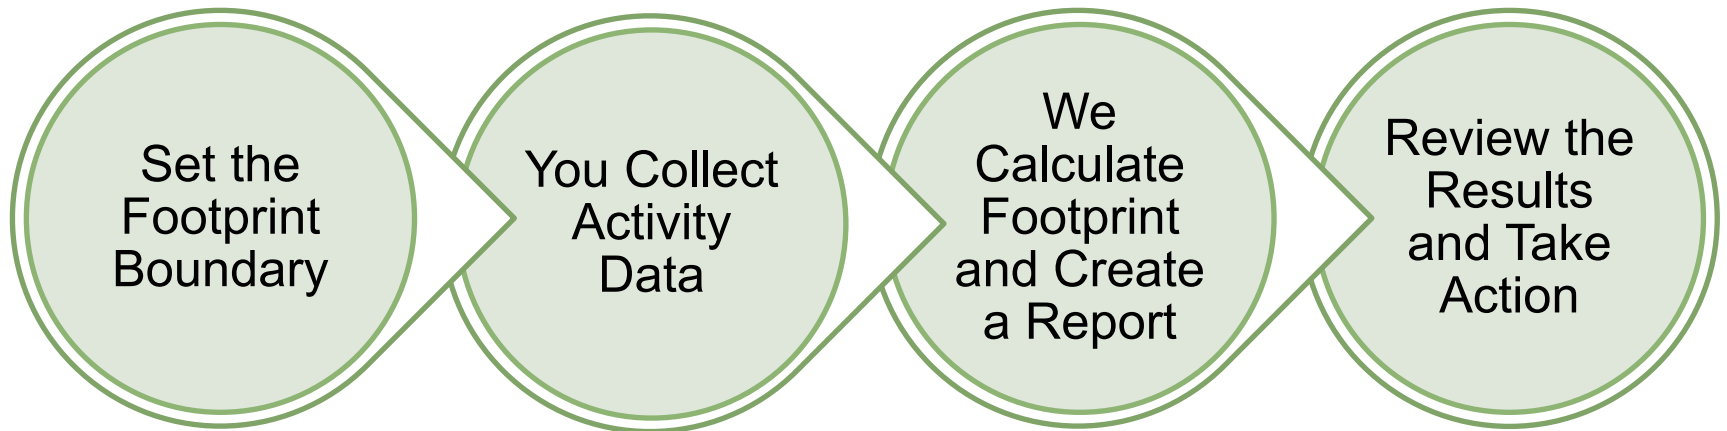 Set the
Footprint
Boundary
You Collect
Activity
Data
We
Calculate
Footprint
and Create
a Report
Review the
Results
and Take
Action